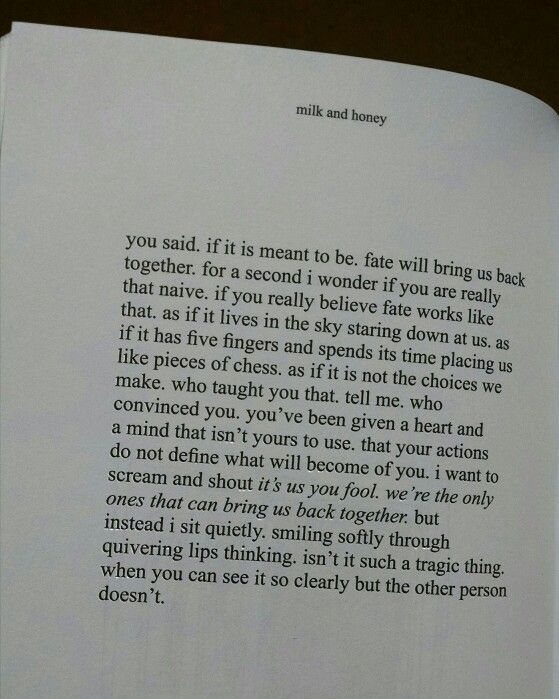 milk and honey
you said. if it is meant to be. fate will bring us back
together. for a second i wonder if you are really
that naive. if you really believe fate works like
that. as if it lives in the sky staring down at us. as
if it has five fingers and spends its time placing us
like pieces of chess. as if it is not the choices we
make. who taught you that. tell me. who
convinced you. you've been given a heart and
a mind that isn't yours to use. that your actions
do not define what will become of you. i want to
scream and shout it's us you fool. we're the only
ones that can bring us back together. but
instead i sit quietly. smiling softly through
quivering lips thinking. isn't it such a tragic thing.
when you can see it so clearly but the other person
doesn't.